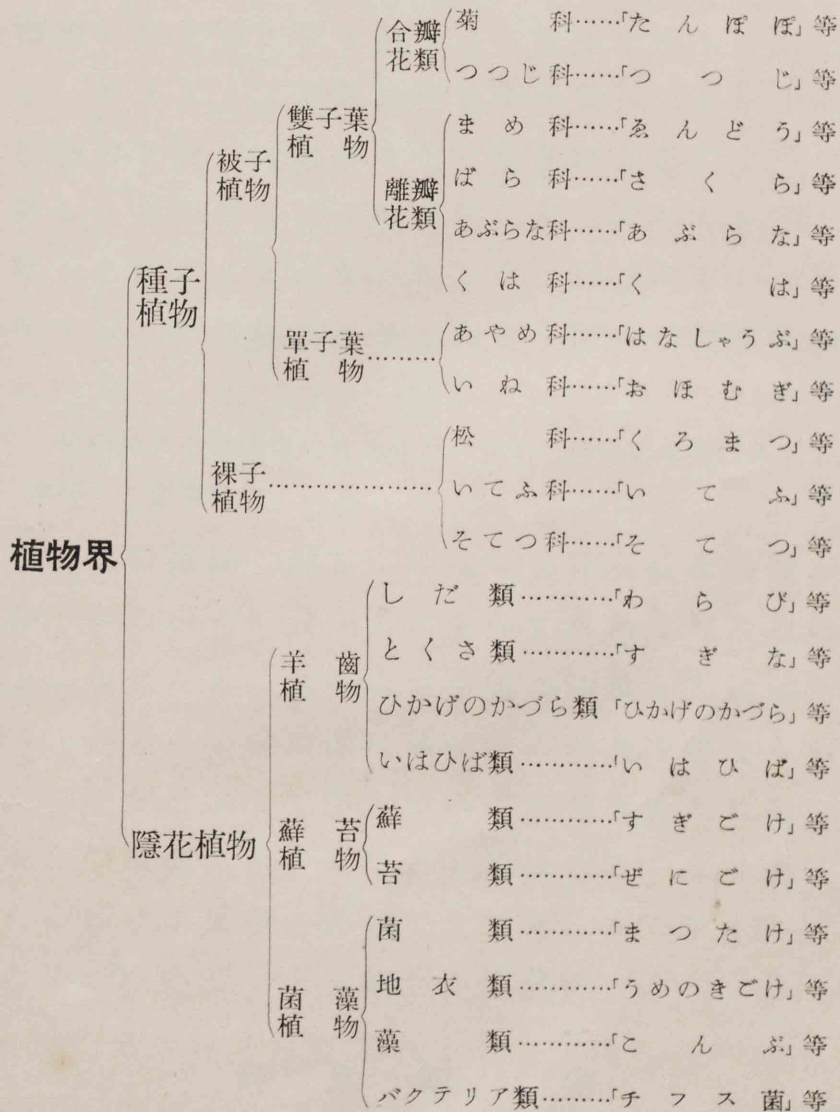 植物界
種子植物
被子植物
雙子葉植物
合瓣花類
菊科……「たんぽぽ」等
つつじ科……「つつじ」等
離瓣花類
まめ科……「ゑんどう」等
ばら科……「さくら」等
あぶらな科……「あぶらな」等
くは科……「くは」等
單子葉植物………
あやめ科……「はなしゃうぶ」等
いね科……「おほむぎ」等
裸子植物…………………
松科……「くろまつ」等
いてふ科……「いてふ」等
そてつ科……「そてつ」等
隱花植物
羊齒植物
しだ類…………「わらび」等
とくさ類…………「すぎな」等
ひかげのかづら類「ひかげのかづら」等
いはひば類…………「いはひば」等
蘚苔植物
蘚類…………「すぎごけ」等
苔類…………「ぜにごけ」等
菌藻植物
菌類…………「まつたけ」等
地衣類…………「うめのきごけ」等
藻類…………「こんぶ」等
バクテリア類………「チフス菌」等